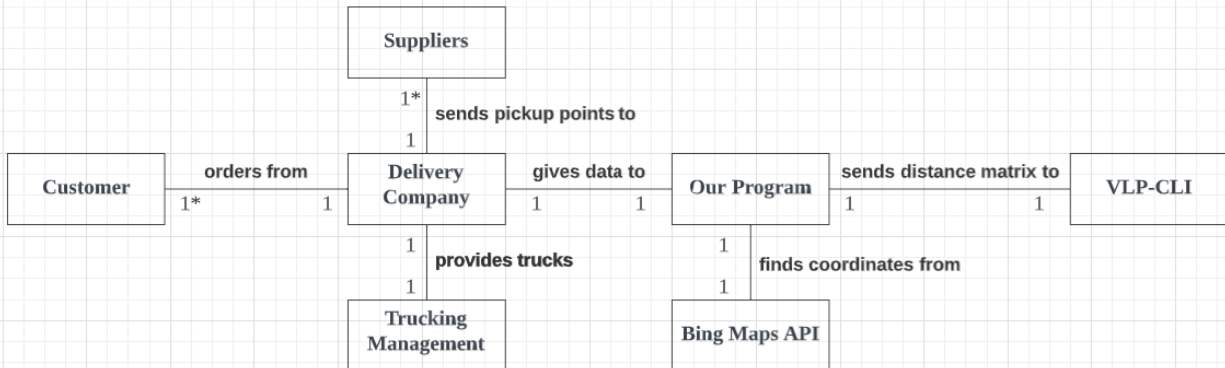 Suppliers
1*
sends pickup points to
1
Customer
orders from
1*
1
Delivery
Company
gives data to
1
1
Our Program
sends distance matrix to
1
1
VLP-CLI
1
provides trucks
1
Trucking
Management
1
finds coordinates from
1
Bing Maps API